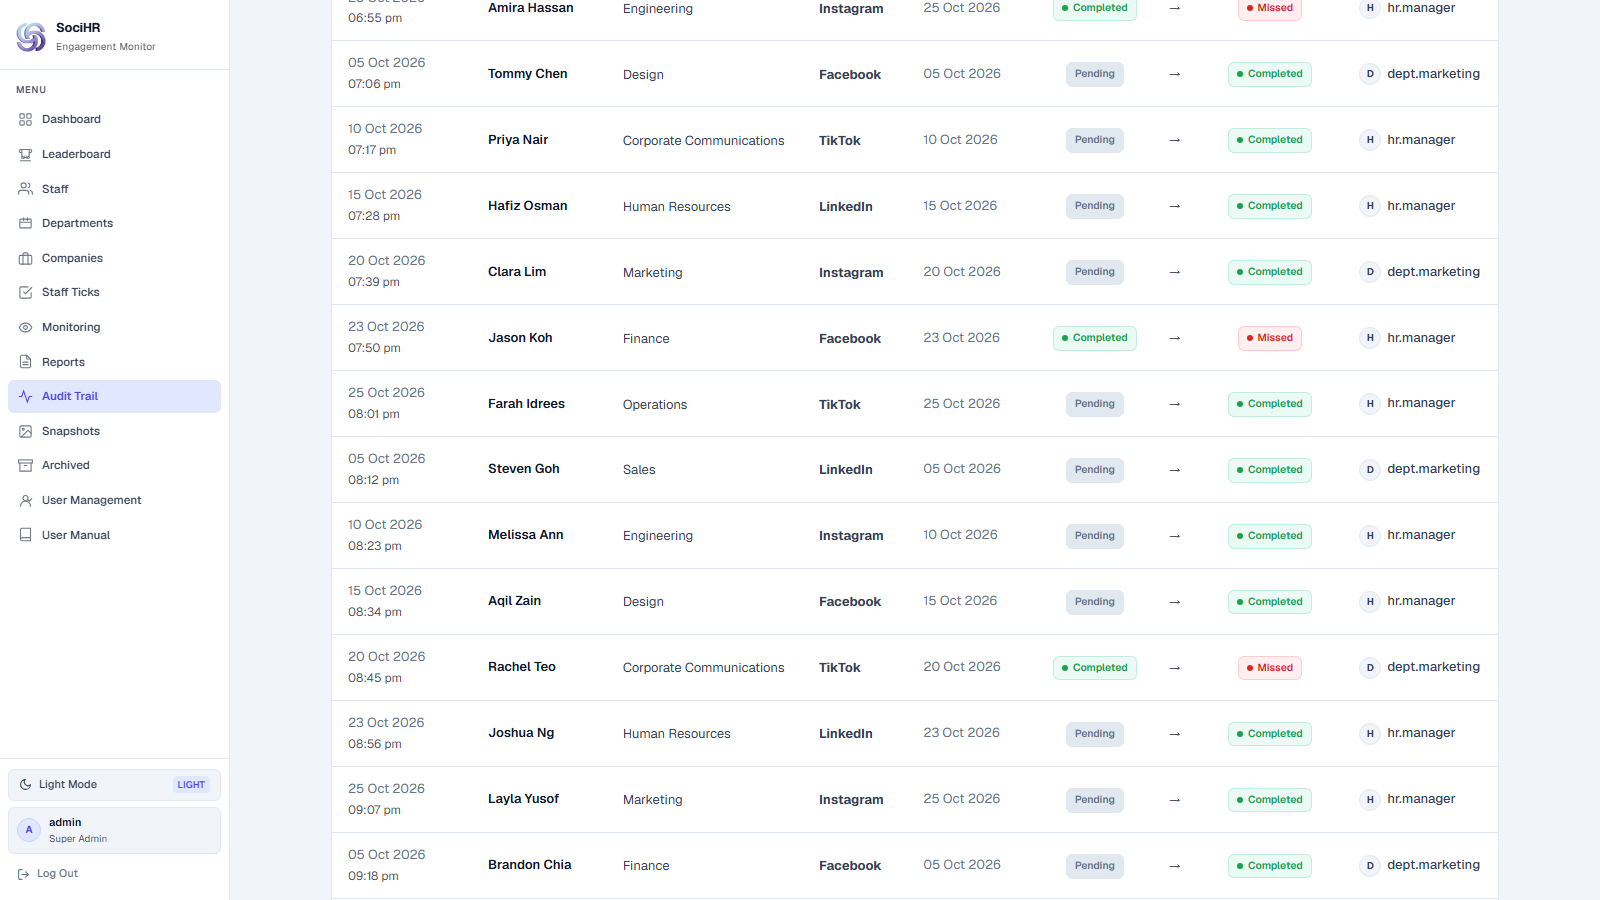 SociHR
Engagement Monitor
MENU
Dashboard
Leaderboard
Staff
Departments
Companies
Staff Ticks
Monitoring
Reports
Audit Trail
Snapshots
Archived
User Management
User Manual
Light Mode LIGHT
A admin
Super Admin
Log Out
06:55 pm Amira Hassan Engineering Instagram 25 Oct 2026 Completed → Missed H hr.manager
05 Oct 2026
07:06 pm Tommy Chen Design Facebook 05 Oct 2026 Pending → Completed D dept.marketing
10 Oct 2026
07:17 pm Priya Nair Corporate Communications TikTok 10 Oct 2026 Pending → Completed H hr.manager
15 Oct 2026
07:28 pm Hafiz Osman Human Resources LinkedIn 15 Oct 2026 Pending → Completed H hr.manager
20 Oct 2026
07:39 pm Clara Lim Marketing Instagram 20 Oct 2026 Pending → Completed D dept.marketing
23 Oct 2026
07:50 pm Jason Koh Finance Facebook 23 Oct 2026 Completed → Missed H hr.manager
25 Oct 2026
08:01 pm Farah Idrees Operations TikTok 25 Oct 2026 Pending → Completed H hr.manager
05 Oct 2026
08:12 pm Steven Goh Sales LinkedIn 05 Oct 2026 Pending → Completed D dept.marketing
10 Oct 2026
08:23 pm Melissa Ann Engineering Instagram 10 Oct 2026 Pending → Completed H hr.manager
15 Oct 2026
08:34 pm Aqil Zain Design Facebook 15 Oct 2026 Pending → Completed H hr.manager
20 Oct 2026
08:45 pm Rachel Teo Corporate Communications TikTok 20 Oct 2026 Completed → Missed D dept.marketing
23 Oct 2026
08:56 pm Joshua Ng Human Resources LinkedIn 23 Oct 2026 Pending → Completed H hr.manager
25 Oct 2026
09:07 pm Layla Yusof Marketing Instagram 25 Oct 2026 Pending → Completed H hr.manager
05 Oct 2026
09:18 pm Brandon Chia Finance Facebook 05 Oct 2026 Pending → Completed D dept.marketing